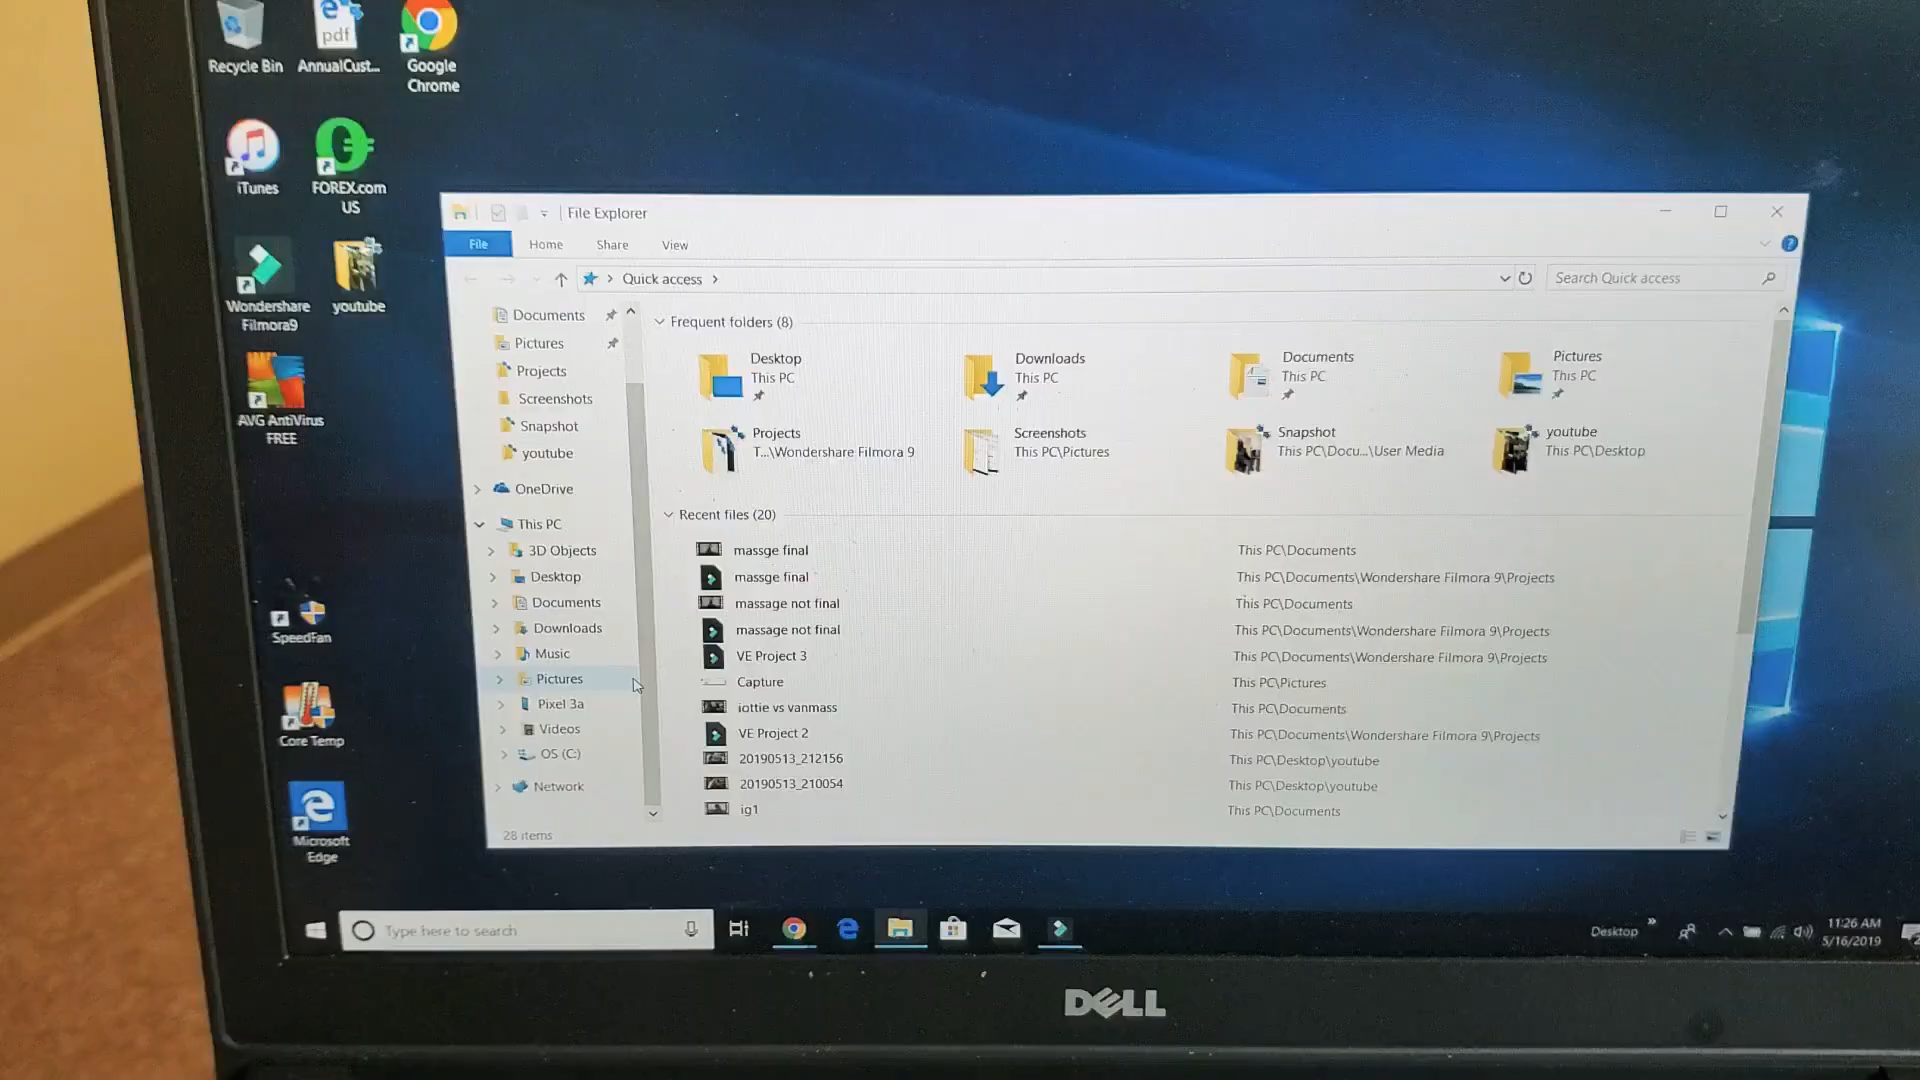 Recycle Bin
AnnualCust...
pdf
Google
Chrome
iTunes
FOREX.com
US
Wondershare
Filmora9
youtube
AVG AntiVirus
FREE
SpeedFan
Core Temp
Microsoft
Edge
File Explorer
File Home Share View
Quick access
Search Quick access
Documents
Pictures
Projects
Screenshots
Snapshot
youtube
OneDrive
This PC
3D Objects
Desktop
Documents
Downloads
Music
Pictures
Pixel 3a
Videos
OS (C:)
Network
28 items
Frequent folders (8)
Desktop
This PC
Downloads
This PC
Documents
This PC
Pictures
This PC
Projects
T...\Wondershare Filmora 9
Screenshots
This PC\Pictures
Snapshot
This PC\Docu...\User Media
youtube
This PC\Desktop
Recent files (20)
massge final This PC\Documents
massge final This PC\Documents\Wondershare Filmora 9\Projects
massage not final This PC\Documents
massage not final This PC\Documents\Wondershare Filmora 9\Projects
VE Project 3 This PC\Documents\Wondershare Filmora 9\Projects
Capture This PC\Pictures
iottie vs vanmass This PC\Documents
VE Project 2 This PC\Documents\Wondershare Filmora 9\Projects
20190513_212156 This PC\Desktop\youtube
20190513_210054 This PC\Desktop\youtube
ig1 This PC\Documents
Type here to search
Desktop
11:26 AM
5/16/2019
DELL